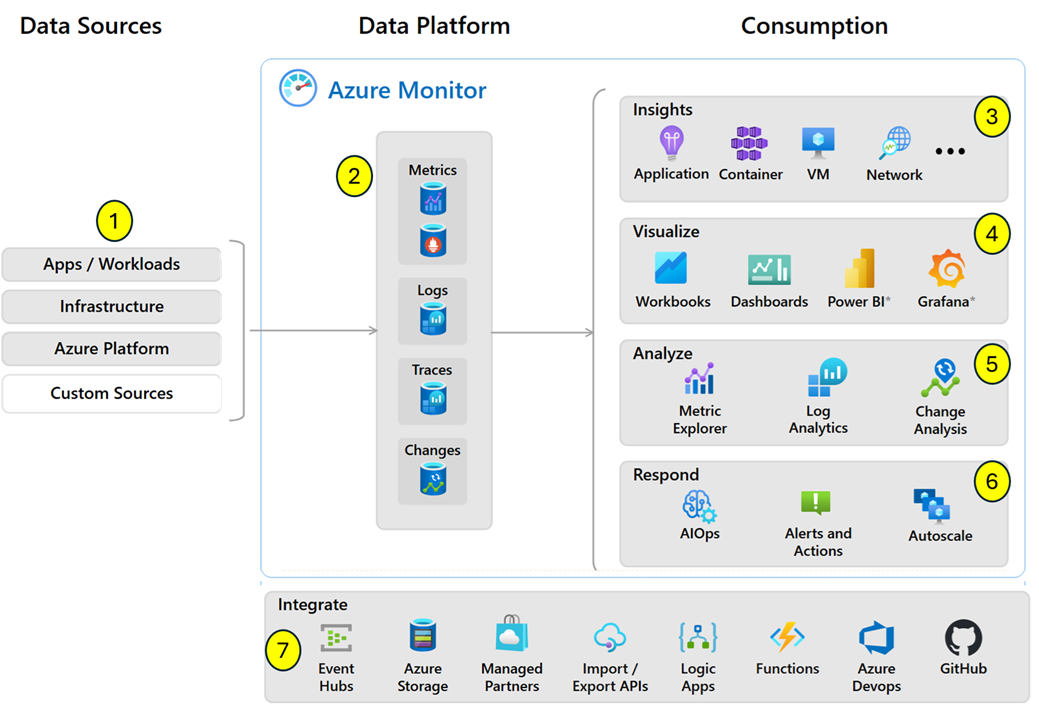 Data Sources
Data Platform
Consumption
Azure Monitor
1
Apps / Workloads
Infrastructure
Azure Platform
Custom Sources
2
Metrics
Logs
Traces
Changes
Insights
3
Application
Container
VM
Network
...
Visualize
4
Workbooks
Dashboards
Power BI*
Grafana*
Analyze
5
Metric
Explorer
Log
Analytics
Change
Analysis
Respond
6
AIOps
Alerts and
Actions
Autoscale
Integrate
7
Event
Hubs
Azure
Storage
Managed
Partners
Import /
Export APIs
Logic
Apps
Functions
Azure
Devops
GitHub